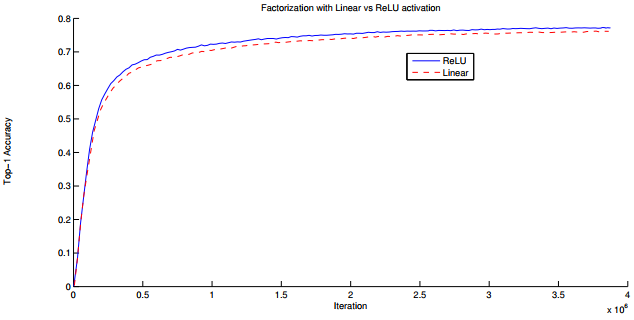 Factorization with Linear vs ReLU activation
0.8
0.7
0.6
0.5
0.4
0.3
0.2
0.1
0
Top−1 Accuracy
ReLU
Linear
0 0.5 1 1.5 2 2.5 3 3.5 4
Iteration
x 10^6